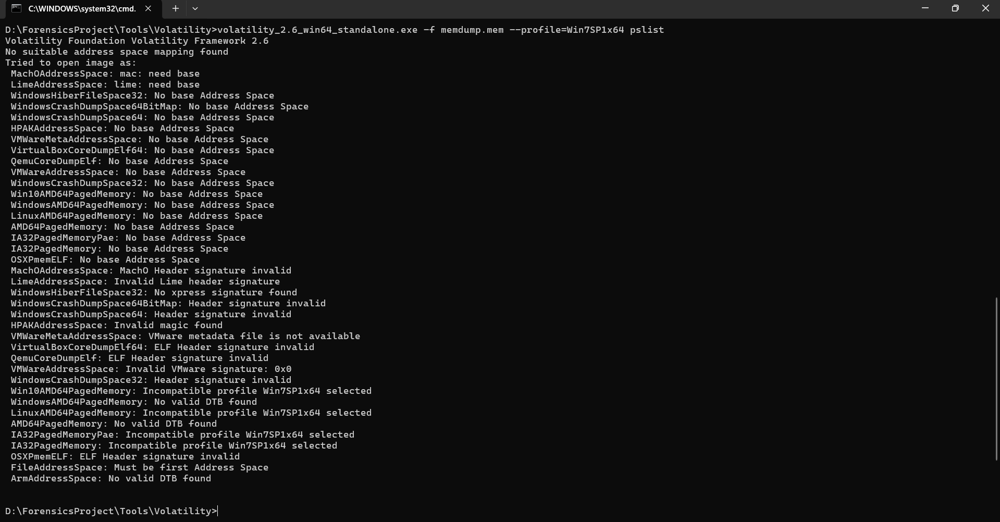 C:\WINDOWS\system32\cmd.
D:\ForensicsProject\Tools\Volatility>volatility_2.6_win64_standalone.exe -f memdump.mem --profile=Win7SP1x64 pslist
Volatility Foundation Volatility Framework 2.6
No suitable address space mapping found
Tried to open image as:
 MachOAddressSpace: mac: need base
 LimeAddressSpace: lime: need base
 WindowsHiberFileSpace32: No base Address Space
 WindowsCrashDumpSpace64BitMap: No base Address Space
 WindowsCrashDumpSpace64: No base Address Space
 HPAKAddressSpace: No base Address Space
 VMWareMetaAddressSpace: No base Address Space
 VirtualBoxCoreDumpElf64: No base Address Space
 QemuCoreDumpElf: No base Address Space
 VMWareAddressSpace: No base Address Space
 WindowsCrashDumpSpace32: No base Address Space
 Win10AMD64PagedMemory: No base Address Space
 WindowsAMD64PagedMemory: No base Address Space
 LinuxAMD64PagedMemory: No base Address Space
 AMD64PagedMemory: No base Address Space
 IA32PagedMemoryPae: No base Address Space
 IA32PagedMemory: No base Address Space
 OSXPmemELF: No base Address Space
 MachOAddressSpace: MachO Header signature invalid
 LimeAddressSpace: Invalid Lime header signature
 WindowsHiberFileSpace32: No xpress signature found
 WindowsCrashDumpSpace64BitMap: Header signature invalid
 WindowsCrashDumpSpace64: Header signature invalid
 HPAKAddressSpace: Invalid magic found
 VMWareMetaAddressSpace: VMware metadata file is not available
 VirtualBoxCoreDumpElf64: ELF Header signature invalid
 QemuCoreDumpElf: ELF Header signature invalid
 VMWareAddressSpace: Invalid VMware signature: 0x0
 WindowsCrashDumpSpace32: Header signature invalid
 Win10AMD64PagedMemory: Incompatible profile Win7SP1x64 selected
 WindowsAMD64PagedMemory: No valid DTB found
 LinuxAMD64PagedMemory: Incompatible profile Win7SP1x64 selected
 AMD64PagedMemory: No valid DTB found
 IA32PagedMemoryPae: Incompatible profile Win7SP1x64 selected
 IA32PagedMemory: Incompatible profile Win7SP1x64 selected
 OSXPmemELF: ELF Header signature invalid
 FileAddressSpace: Must be first Address Space
 ArmAddressSpace: No valid DTB found
D:\ForensicsProject\Tools\Volatility>